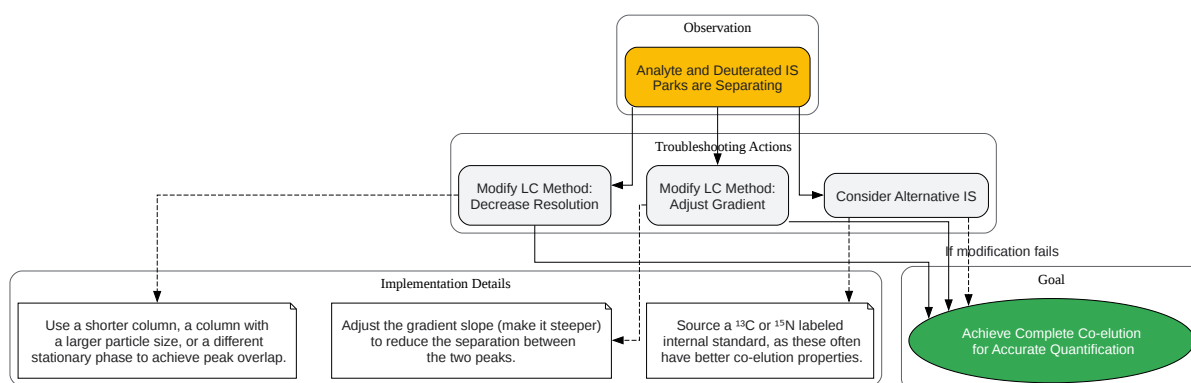 Observation
Analyte and Deuterated IS
Parks are Separating
Troubleshooting Actions
Modify LC Method:
Decrease Resolution
Modify LC Method:
Adjust Gradient
Consider Alternative IS
If modification fails
Implementation Details
Use a shorter column, a column with
a larger particle size, or a different
stationary phase to achieve peak overlap.
Adjust the gradient slope (make it steeper)
to reduce the separation between
the two peaks.
Source a ¹³C or ¹⁵N labeled
internal standard, as these often
have better co-elution properties.
Goal
Achieve Complete Co-elution
for Accurate Quantification